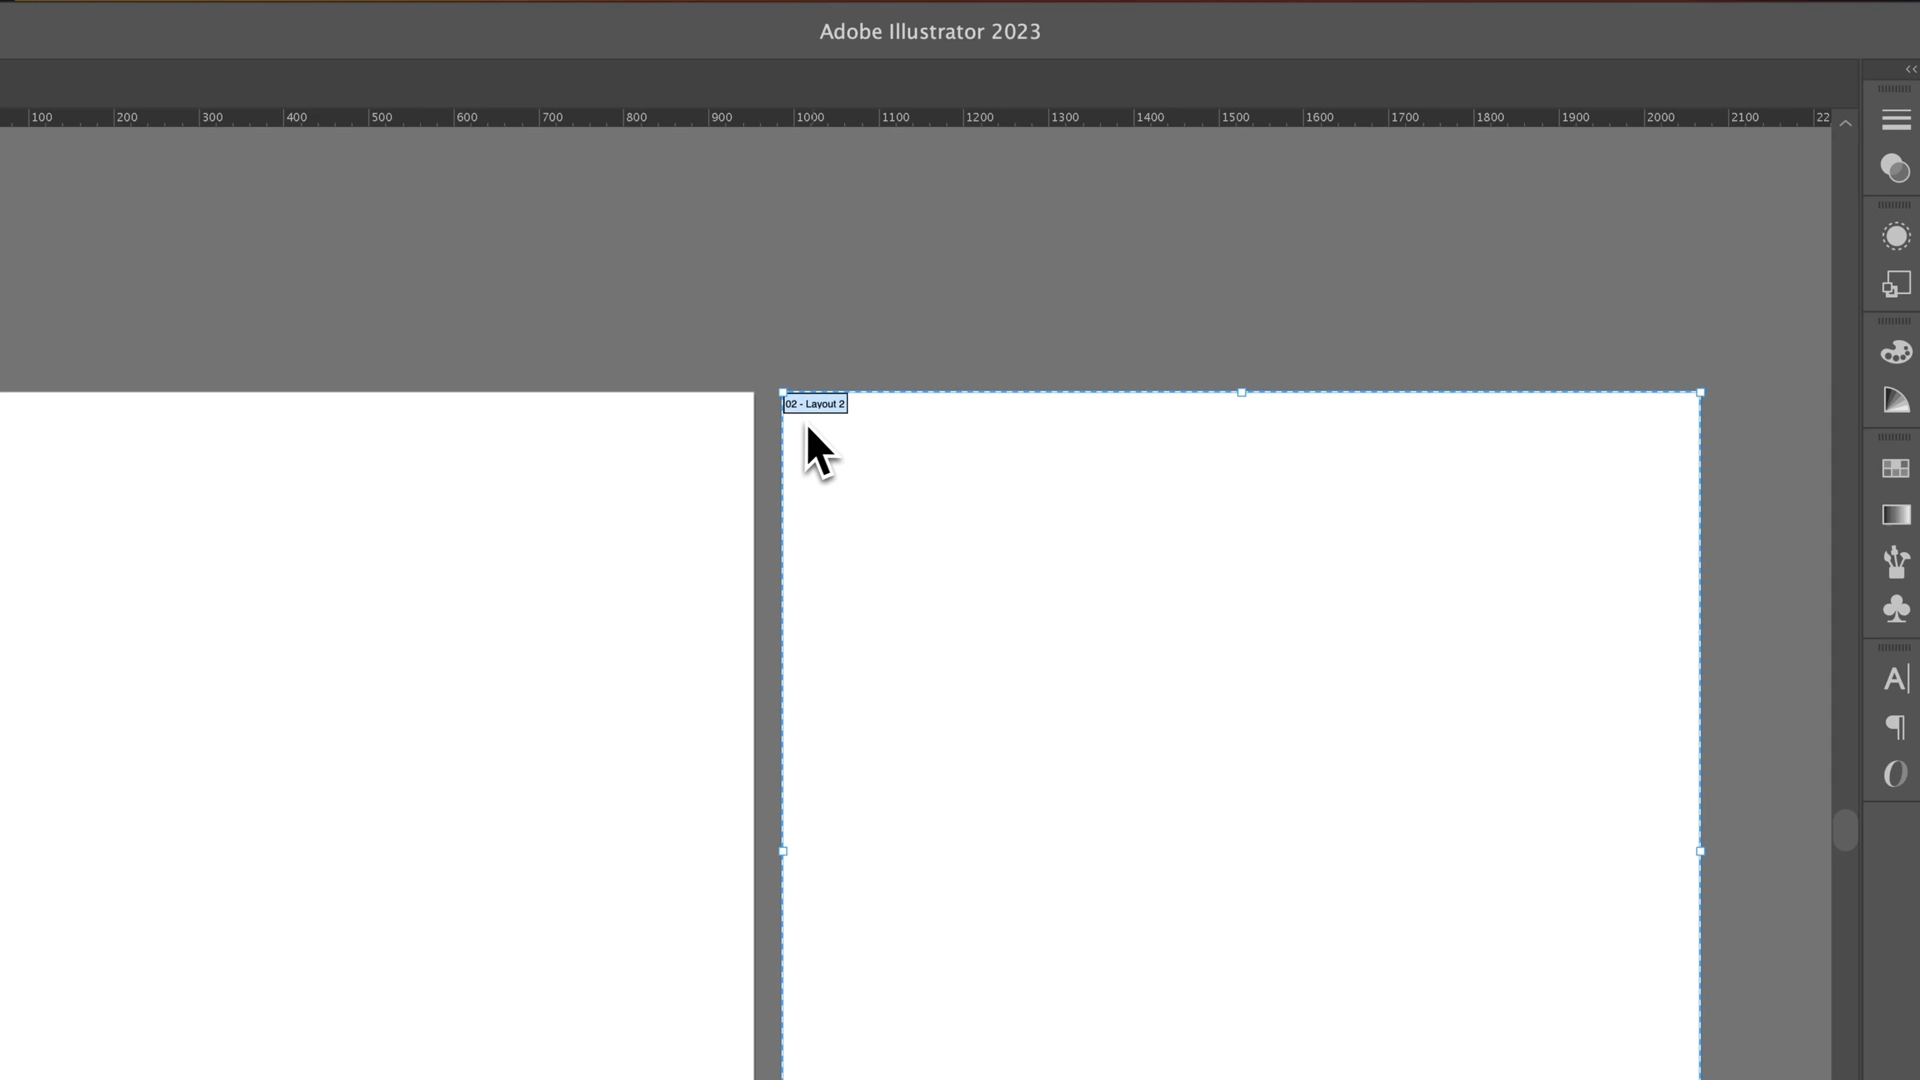 Adobe Illustrator 2023
100 200 300 400 500 600 700 800 900 1000 1100 1200 1300 1400 1500 1600 1700 1800 1900 2000 2100 22
02 - Layout 2